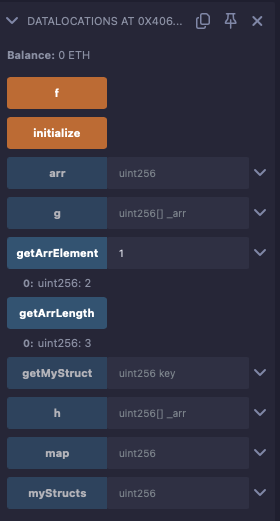 DATALOCATIONS AT 0X406...
Balance: 0 ETH
f
initialize
arr uint256
g uint256[] _arr
getArrElement 1
0: uint256: 2
getArrLength
0: uint256: 3
getMyStruct uint256 key
h uint256[] _arr
map uint256
myStructs uint256